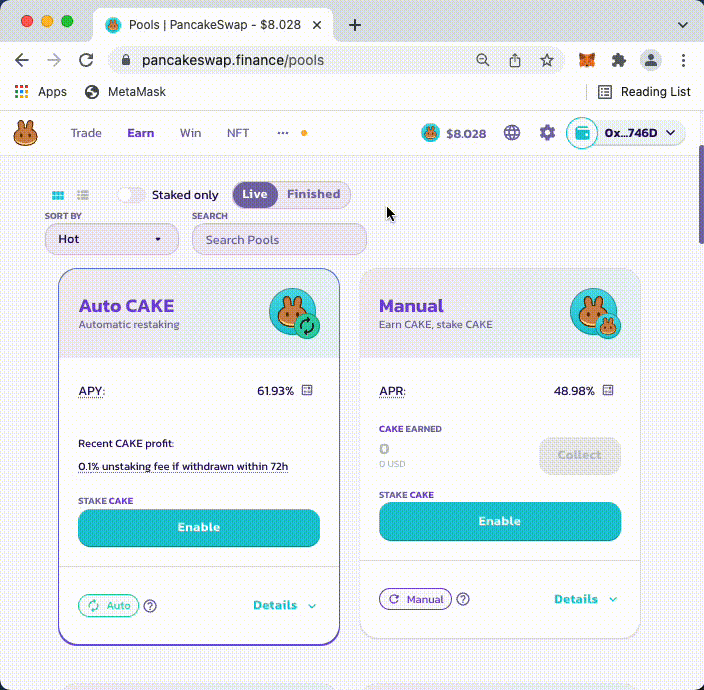 Pools | PancakeSwap - $8.028
pancakeswap.finance/pools
Apps MetaMask Reading List
Trade Earn Win NFT $8.028 0x...746D
Staked only Live Finished
SORT BY SEARCH
Hot Search Pools
Auto CAKE
Automatic restaking
APY: 61.93%
Recent CAKE profit:
0.1% unstaking fee if withdrawn within 72h
STAKE CAKE
Enable
Auto Details
Manual
Earn CAKE, stake CAKE
APR: 48.98%
CAKE EARNED
0
0 USD
Collect
STAKE CAKE
Enable
Manual Details